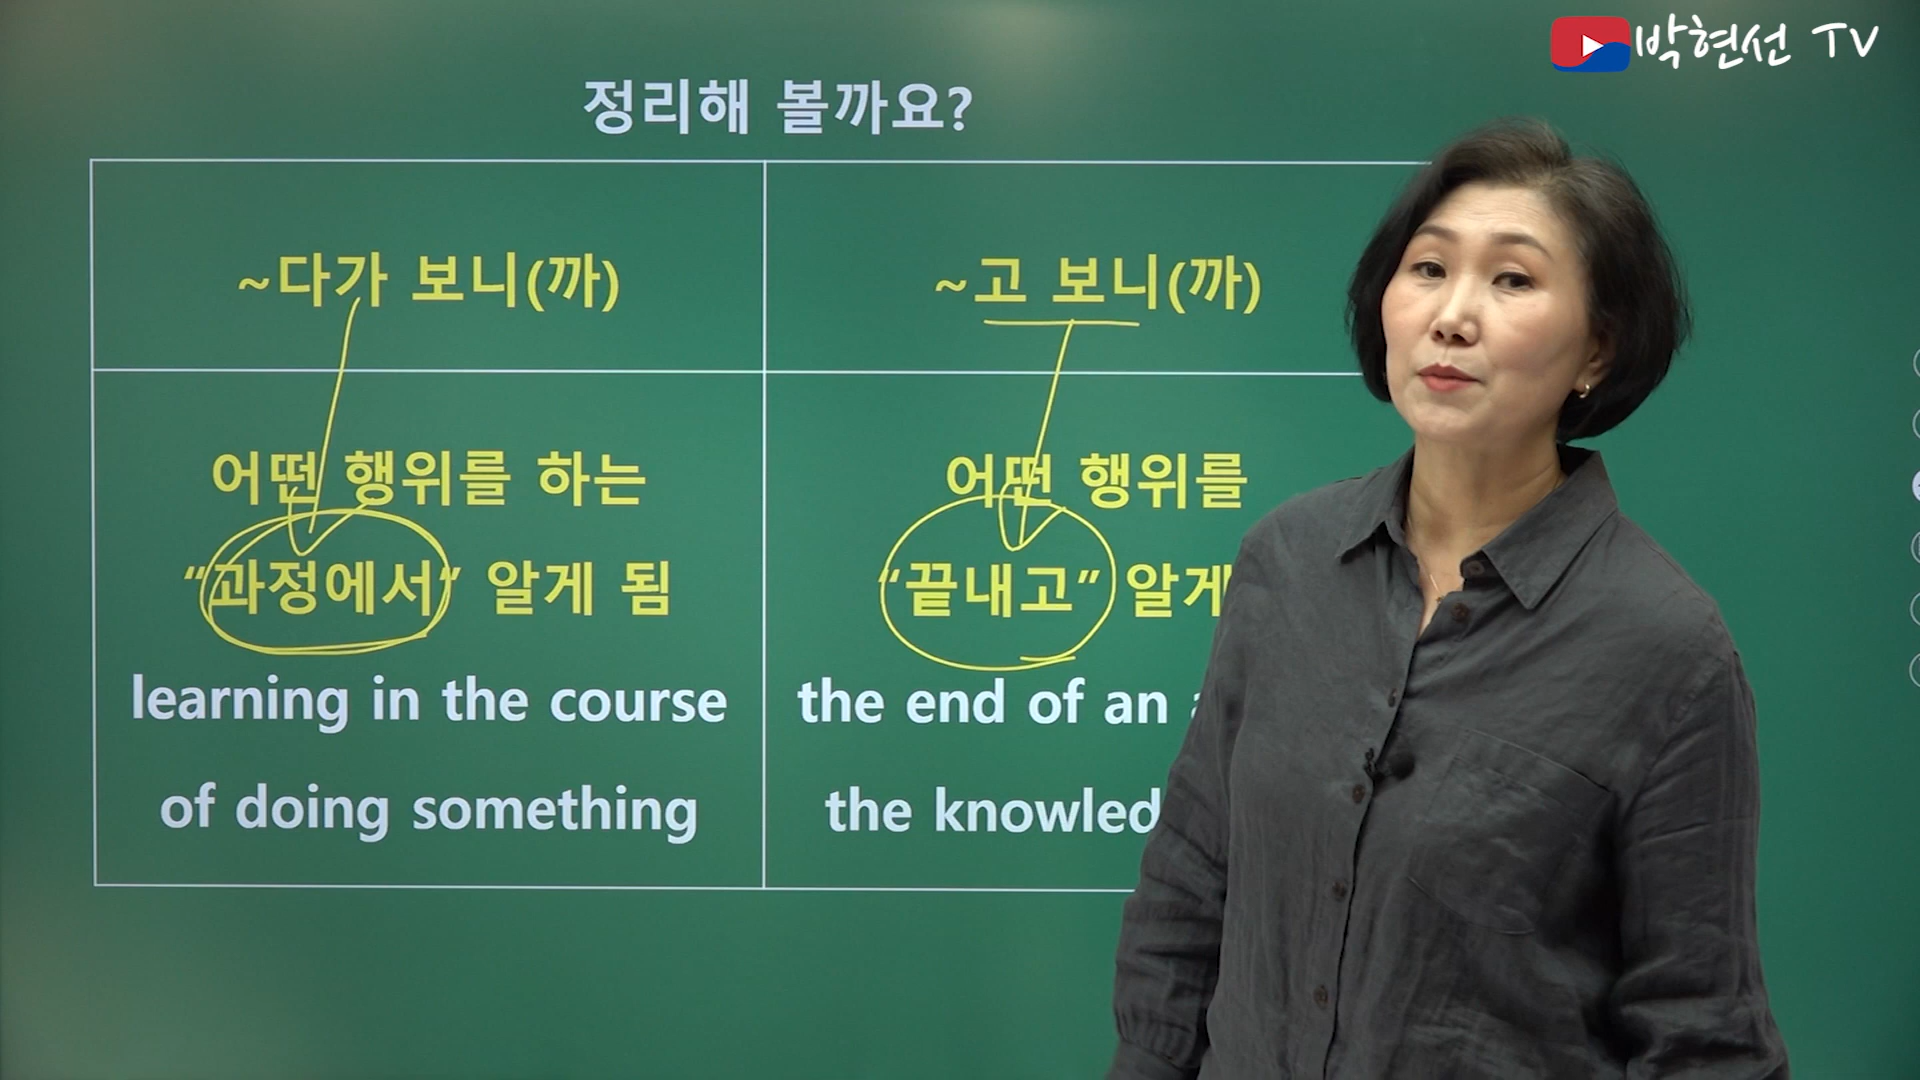 박현선 TV
정리해 볼까요?
~다가 보니(까)
~고 보니(까)
어떤 행위를 하는
“과정에서” 알게 됨
learning in the course
of doing something
어떤 행위를
“끝내고” 알게
the end of an
the